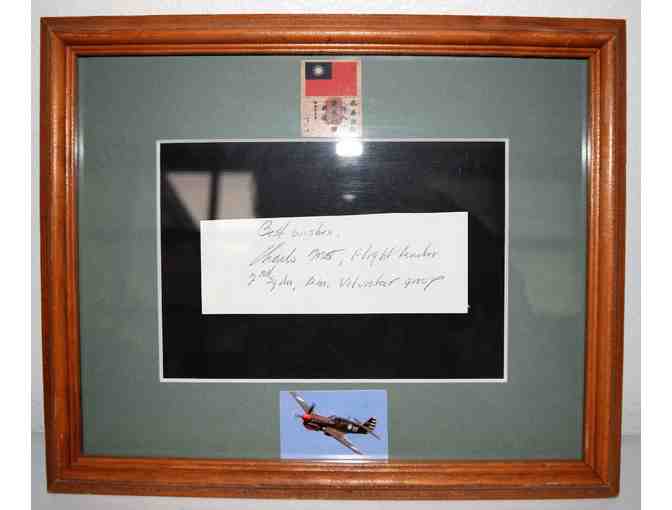 Best wishes,
Charles Mott, Flight Leader
2nd Sqdn, Am. Volunteer group